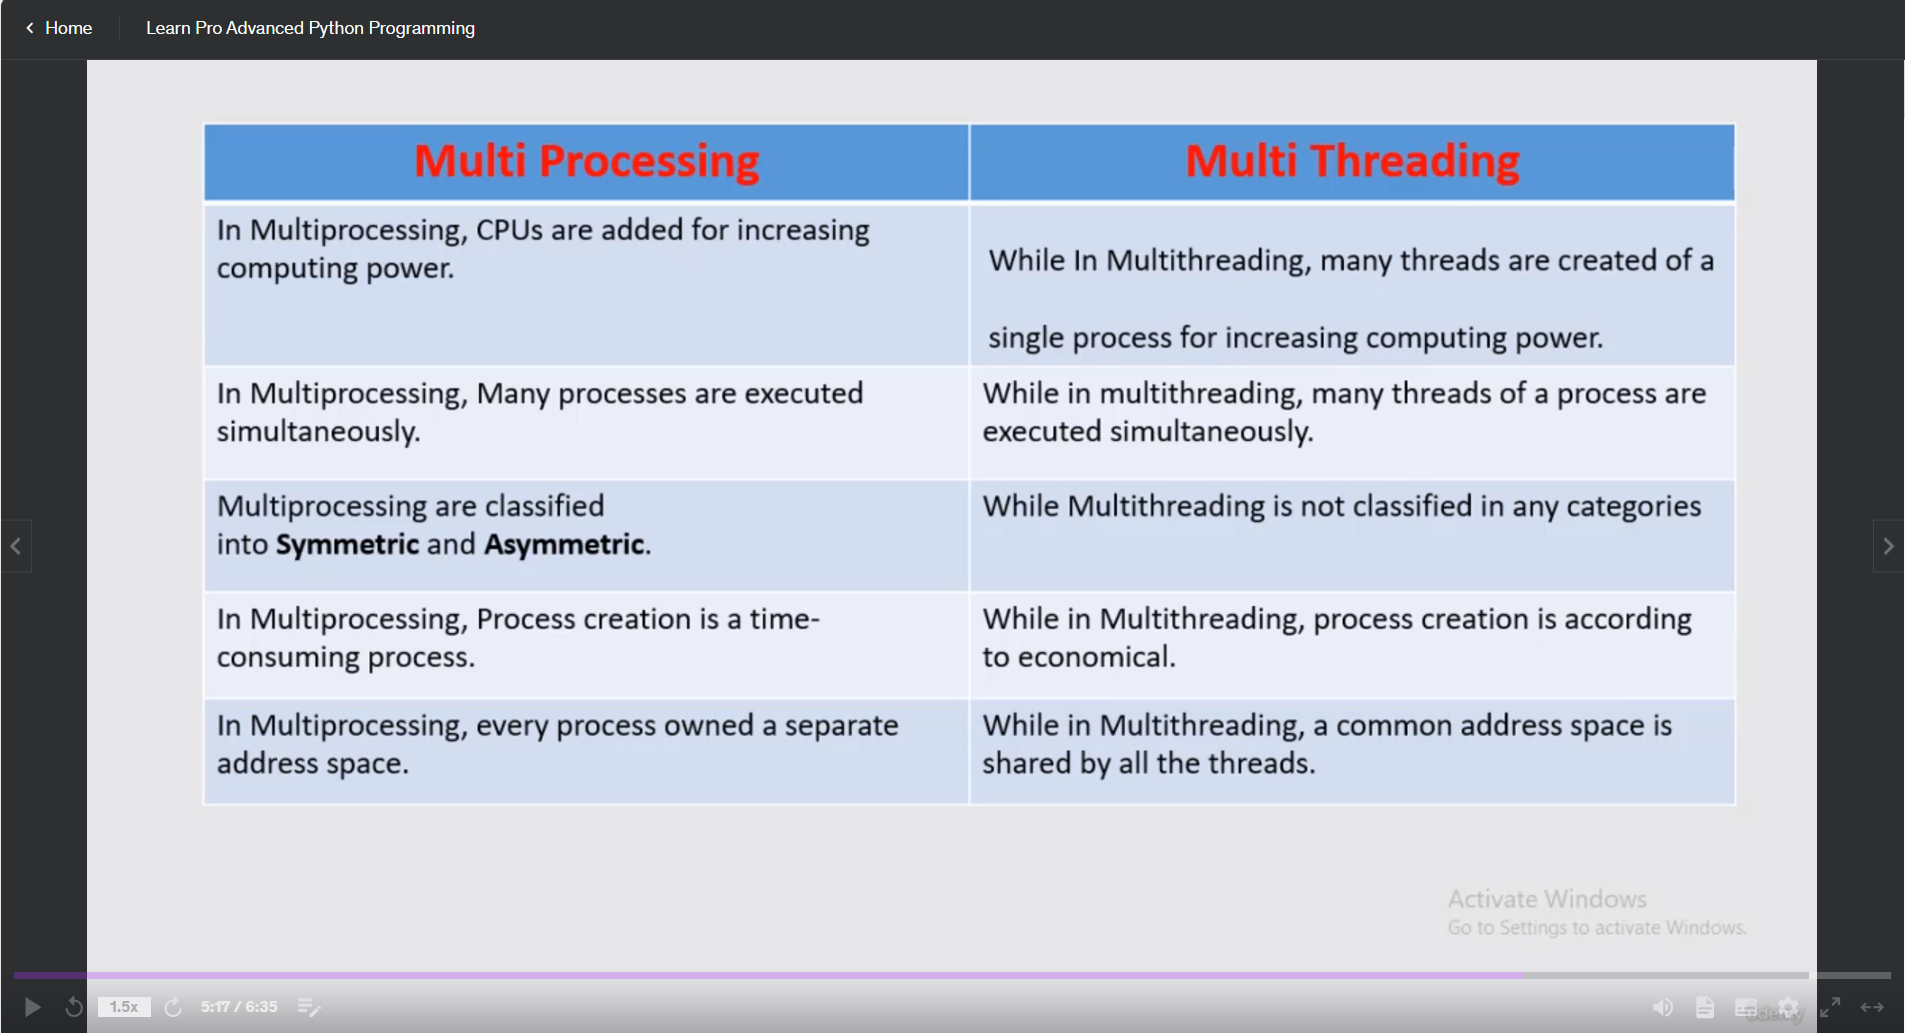 Home
Learn Pro Advanced Python Programming
Multi Processing
Multi Threading
In Multiprocessing, CPUs are added for increasing
computing power.
While In Multithreading, many threads are created of a
single process for increasing computing power.
In Multiprocessing, Many processes are executed
simultaneously.
While in multithreading, many threads of a process are
executed simultaneously.
Multiprocessing are classified
into Symmetric and Asymmetric.
While Multithreading is not classified in any categories
In Multiprocessing, Process creation is a time-
consuming process.
While in Multithreading, process creation is according
to economical.
In Multiprocessing, every process owned a separate
address space.
While in Multithreading, a common address space is
shared by all the threads.
Activate Windows
Go to Settings to activate Windows.
1.5x
5:17 / 6:35
Udemy